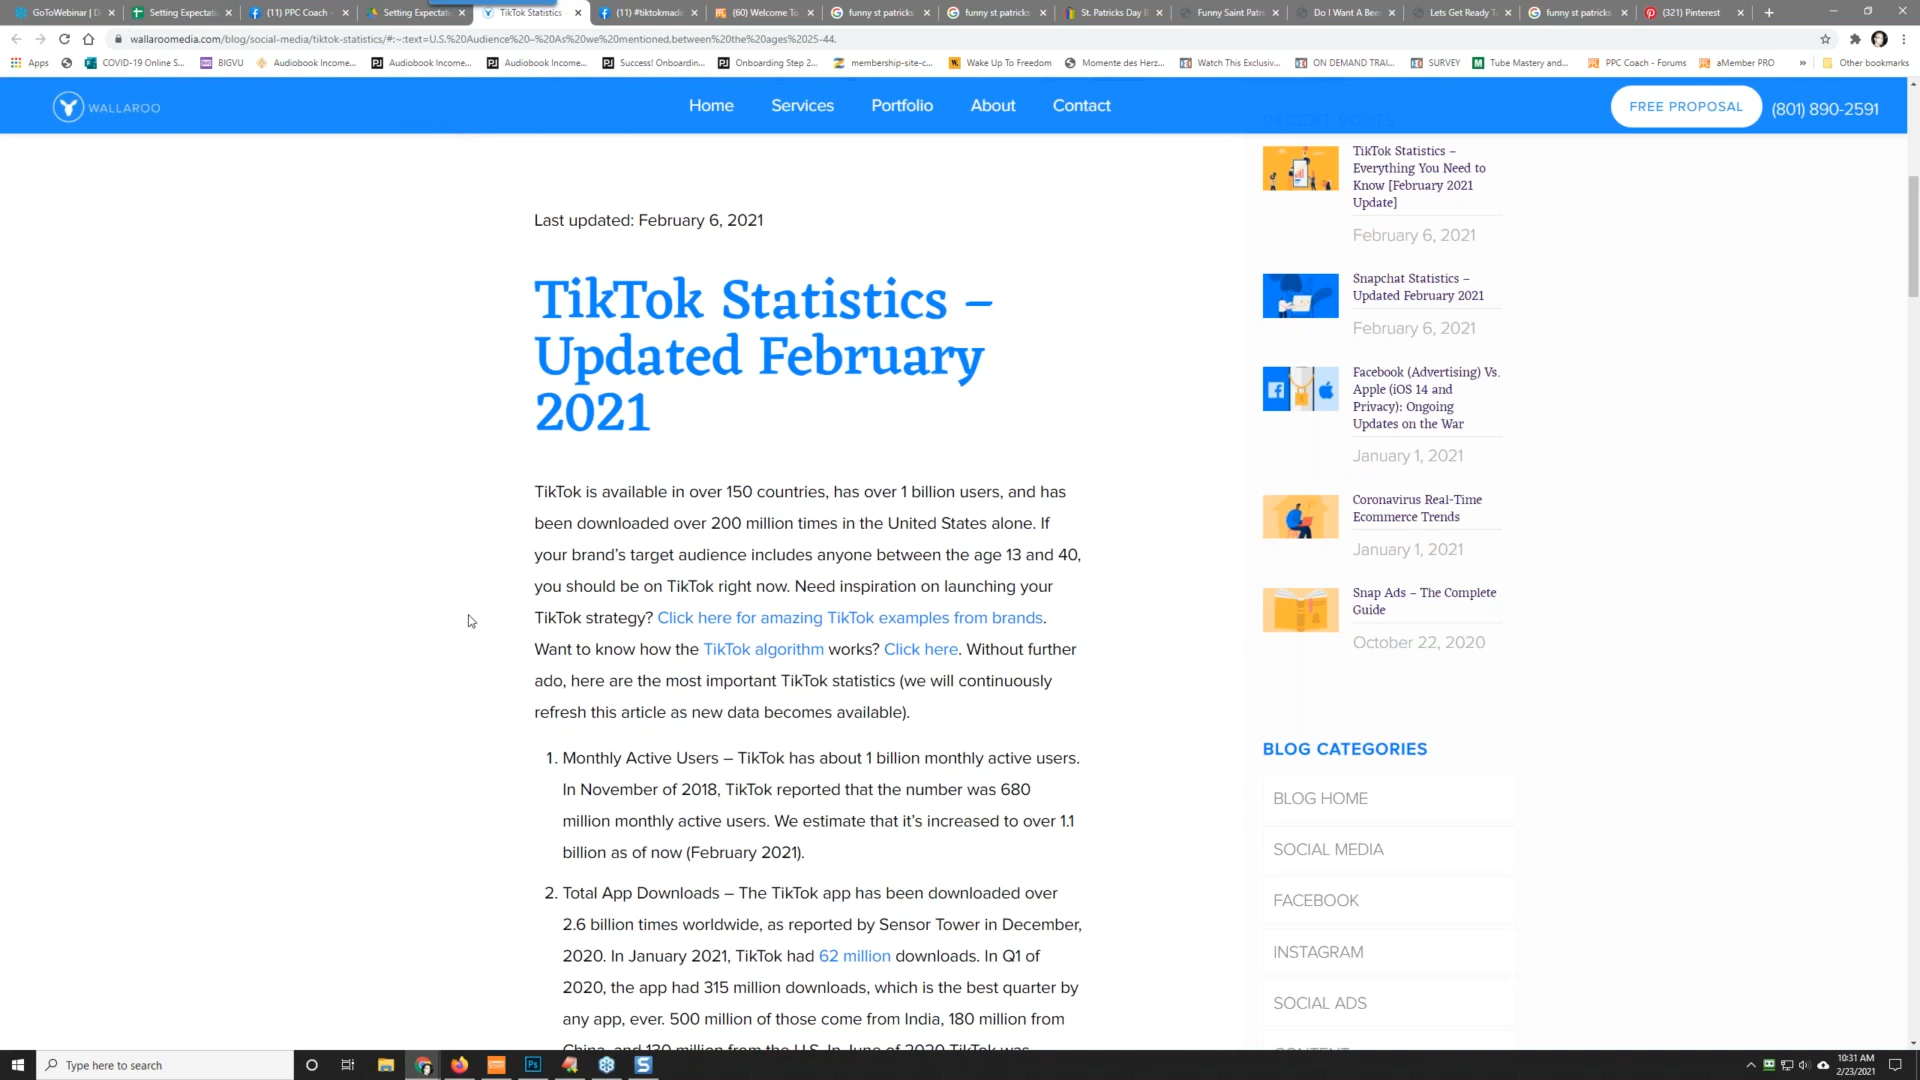 GoToWebinar | D
Setting Expectati
(11) PPC Coach -
Setting Expectati
TikTok Statistics -
(11) #tiktokmade
(60) Welcome To
funny st patricks
funny st patricks
St. Patricks Day B
Funny Saint Patri
Do I Want A Bee
Lets Get Ready T
funny st patricks
(321) Pinterest
wallaroomedia.com/blog/social-media/tiktok-statistics/#:~:text=U.S.%20Audience%20–%20As%20we%20mentioned,between%20the%20ages%2025-44.
Apps
COVID-19 Online S...
BIGVU
Audiobook Income...
Audiobook Income...
Audiobook Income...
Success! Onboardin...
Onboarding Step 2...
membership-site-c...
Wake Up To Freedom
Momente des Herz...
Watch This Exclusiv...
ON DEMAND TRAI...
SURVEY
Tube Mastery and...
PPC Coach - Forums
aMember PRO
»
Other bookmarks
WALLAROO
Home
Services
Portfolio
About
Contact
FREE PROPOSAL
(801) 890-2591
RECENT POSTS
Last updated: February 6, 2021
TikTok Statistics –
Updated February
2021
TikTok is available in over 150 countries, has over 1 billion users, and has
been downloaded over 200 million times in the United States alone. If
your brand's target audience includes anyone between the age 13 and 40,
you should be on TikTok right now. Need inspiration on launching your
TikTok strategy? Click here for amazing TikTok examples from brands.
Want to know how the TikTok algorithm works? Click here. Without further
ado, here are the most important TikTok statistics (we will continuously
refresh this article as new data becomes available).
1. Monthly Active Users – TikTok has about 1 billion monthly active users.
In November of 2018, TikTok reported that the number was 680
million monthly active users. We estimate that it's increased to over 1.1
billion as of now (February 2021).
2. Total App Downloads – The TikTok app has been downloaded over
2.6 billion times worldwide, as reported by Sensor Tower in December,
2020. In January 2021, TikTok had 62 million downloads. In Q1 of
2020, the app had 315 million downloads, which is the best quarter by
any app, ever. 500 million of those come from India, 180 million from
China, and 130 million from the U.S. In June of 2020 TikTok was
TikTok Statistics –
Everything You Need to
Know [February 2021
Update]
February 6, 2021
Snapchat Statistics –
Updated February 2021
February 6, 2021
Facebook (Advertising) Vs.
Apple (iOS 14 and
Privacy): Ongoing
Updates on the War
January 1, 2021
Coronavirus Real-Time
Ecommerce Trends
January 1, 2021
Snap Ads – The Complete
Guide
October 22, 2020
BLOG CATEGORIES
BLOG HOME
SOCIAL MEDIA
FACEBOOK
INSTAGRAM
SOCIAL ADS
CONTENT
Type here to search
Ps
S
10:31 AM
2/23/2021